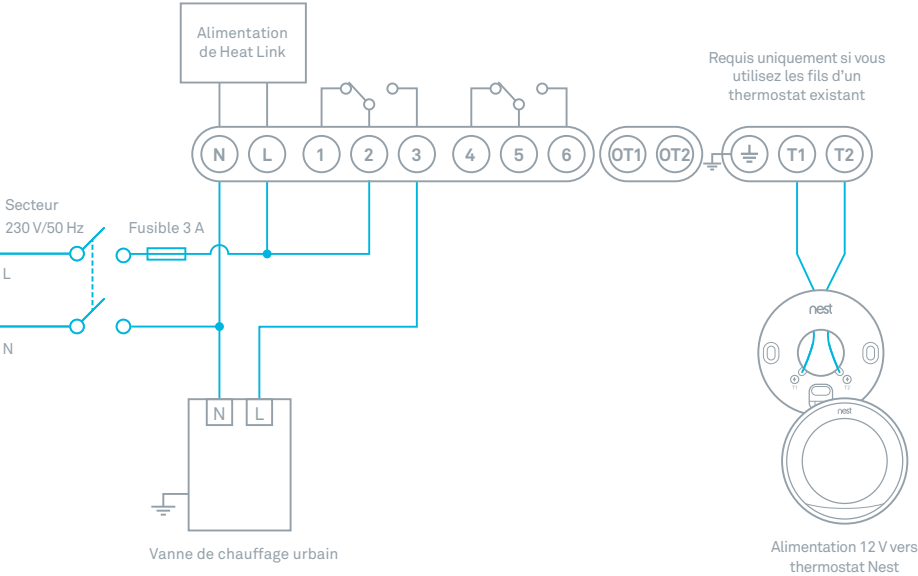 Alimentation
de Heat Link
Requis uniquement si vous
utilisez les fils d'un
thermostat existant
N L 1 2 3 4 5 6 OT1 OT2 T1 T2
Secteur
230 V/50 Hz
Fusible 3 A
L
N
nest
T1 T2
nest
N L
Vanne de chauffage urbain
Alimentation 12 V vers
thermostat Nest